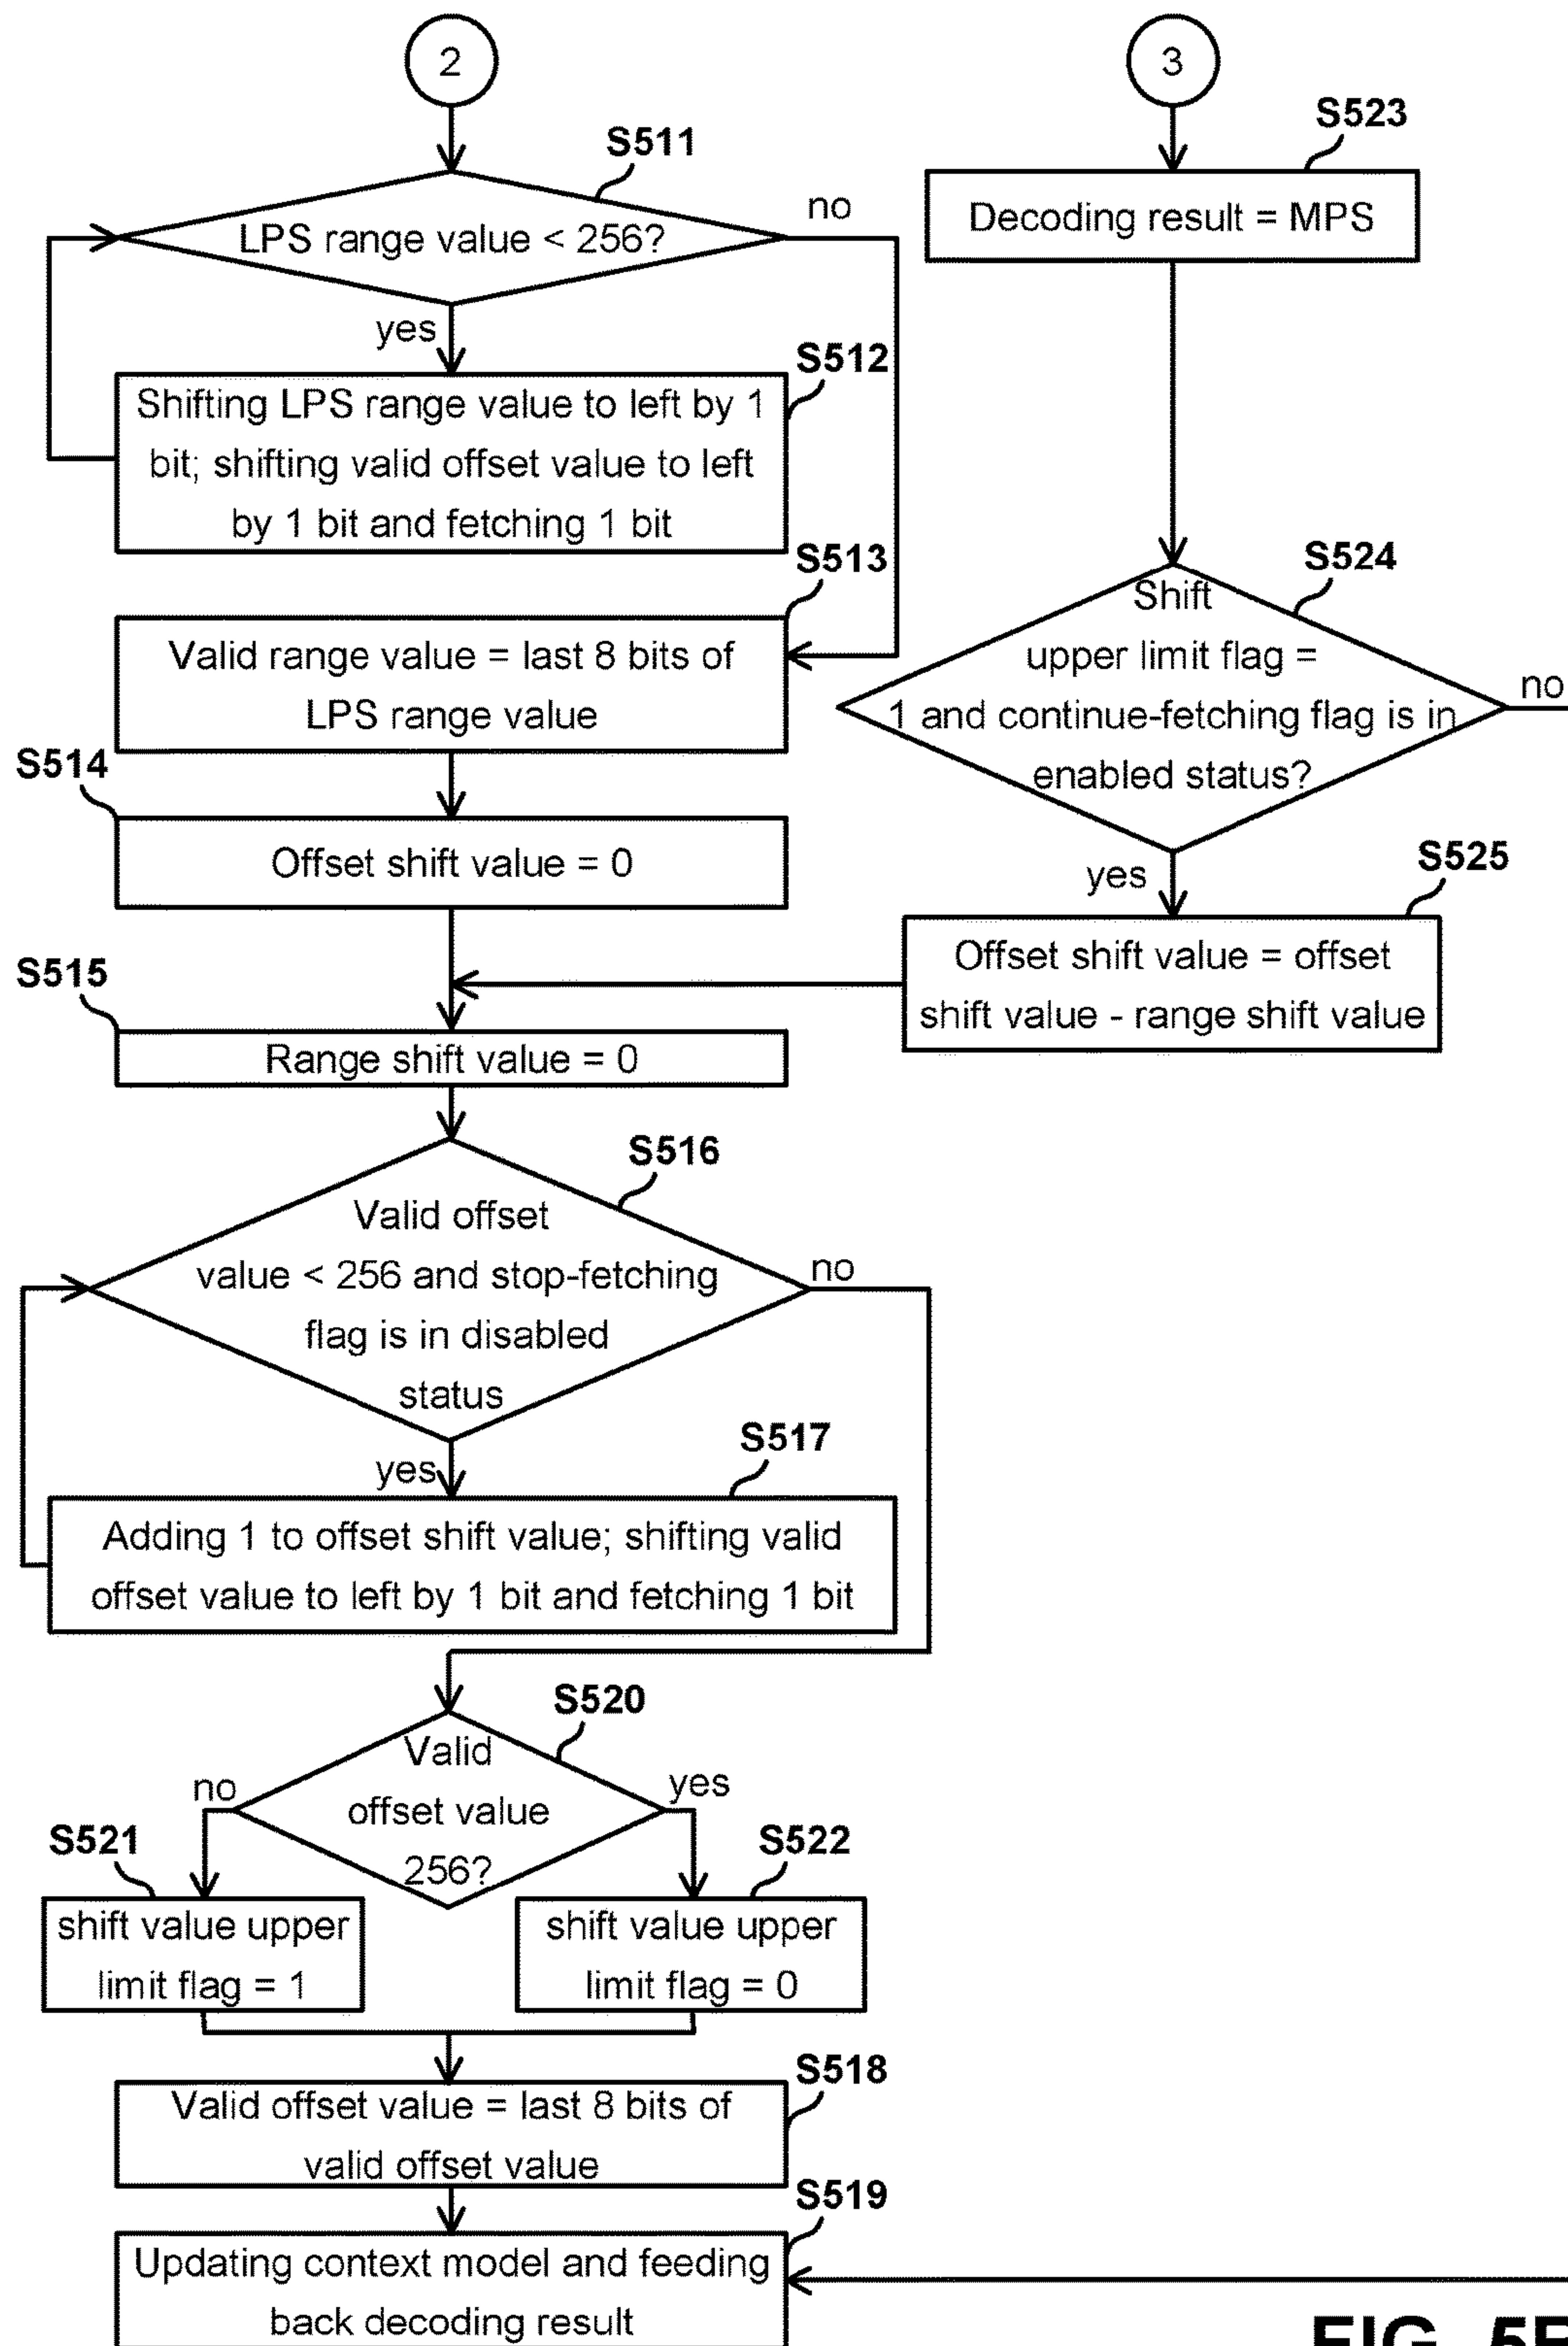 2
S511
LPS range value < 256?
no
yes
S512
Shifting LPS range value to left by 1
bit; shifting valid offset value to left
by 1 bit and fetching 1 bit
S513
Valid range value = last 8 bits of
LPS range value
S514
Offset shift value = 0
S515
Range shift value = 0
S516
Valid offset
value < 256 and stop-fetching
flag is in disabled
status
no
yes
S517
Adding 1 to offset shift value; shifting valid
offset value to left by 1 bit and fetching 1 bit
S520
Valid
offset value
256?
no
yes
S521
shift value upper
limit flag = 1
S522
shift value upper
limit flag = 0
S518
Valid offset value = last 8 bits of
valid offset value
S519
Updating context model and feeding
back decoding result
3
S523
Decoding result = MPS
S524
Shift
upper limit flag =
1 and continue-fetching flag is in
enabled status?
no
yes
S525
Offset shift value = offset
shift value - range shift value
FIG. 5B